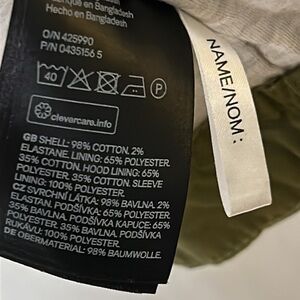 en Bangladesh
Hecho en Bangladesh
O/N 425990
P/N 0435156 5
40 P
clevercare.info
GB SHELL: 98% COTTON. 2%
ELASTANE. LINING: 65% POLYESTER.
35% COTTON. HOOD LINING: 65%
POLYESTER. 35% COTTON. SLEEVE
LINING: 100% POLYESTER.
CZ SVRCHNÍ LÁTKA: 98% BAVLNA. 2%
ELASTAN. PODŠÍVKA: 65% POLYESTER.
35% BAVLNA. PODŠÍVKA KAPUCE: 65%
POLYESTER. 35% BAVLNA. PODŠÍVKA
RUKÁVU: 100% POLYESTER.
DE OBERMATERIAL: 98% BAUMWOLLE.
NAME/NOM: